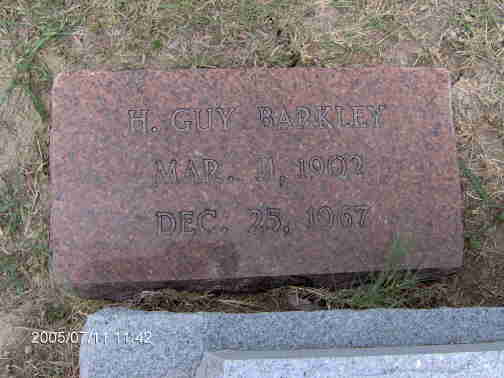 H. GUY BARKLEY
MAR. 11, 1902
DEC. 25, 1967
2005/07/11 11:42